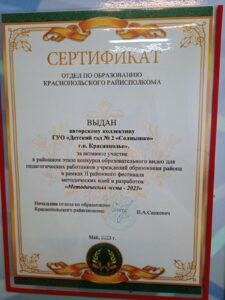 СЕРТИФИКАТ
ОТДЕЛ ПО ОБРАЗОВАНИЮ
КРАСНОПОЛЬСКОГО РАЙИСПОЛКОМА
ВЫДАН
авторскому коллективу
ГУО «Детский сад № 2 «Солнышко»
г.п. Краснополье»,
за активное участие
в районном этапе конкурса образовательного видео для
педагогических работников учреждений образования района
в рамках II районного фестиваля
методических идей и разработок
«Методическая весна - 2023»
Начальник отдела по образованию
Краснопольского райисполкома
Май, 2023 г.